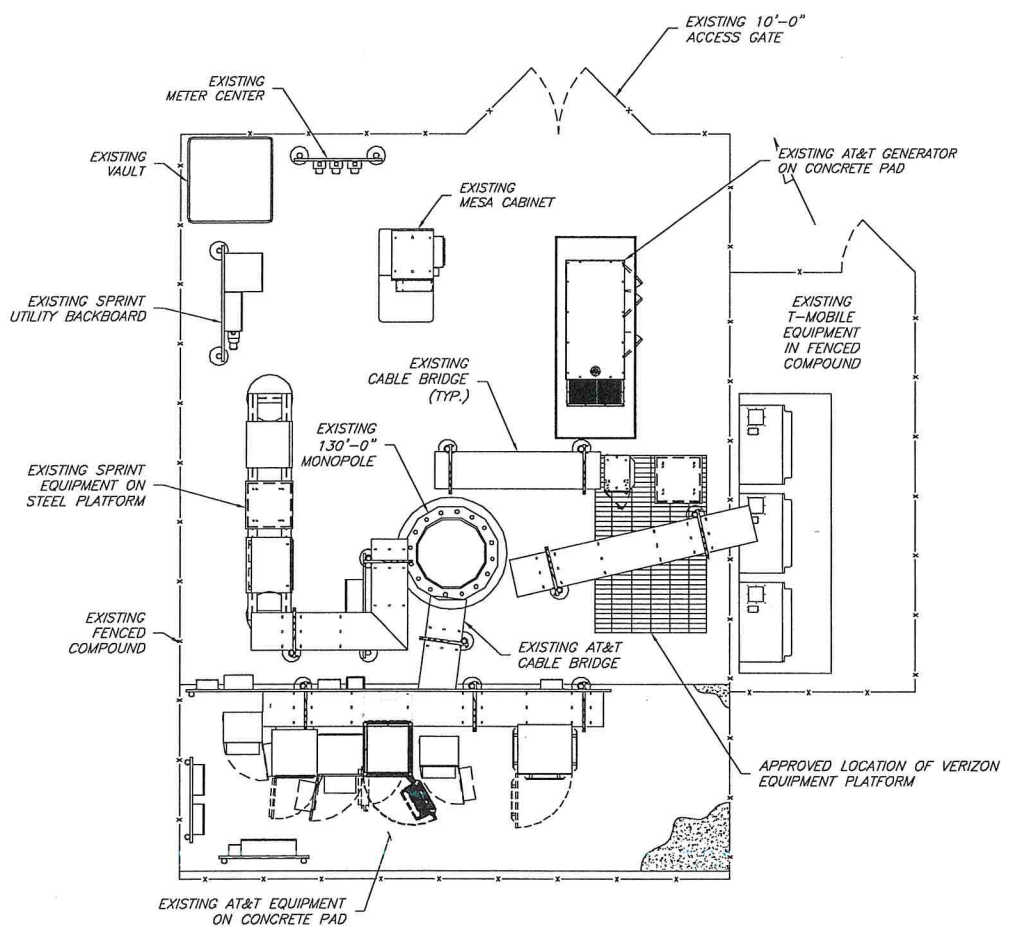 EXISTING 10'-0"
ACCESS GATE
EXISTING
METER CENTER
EXISTING
VAULT
EXISTING AT&T GENERATOR
ON CONCRETE PAD
EXISTING
MESA CABINET
EXISTING SPRINT
UTILITY BACKBOARD
EXISTING
T-MOBILE
EQUIPMENT
IN FENCED
COMPOUND
EXISTING
CABLE BRIDGE
(TYP.)
EXISTING
130'-0"
MONOPOLE
EXISTING SPRINT
EQUIPMENT ON
STEEL PLATFORM
EXISTING
FENCED
COMPOUND
EXISTING AT&T
CABLE BRIDGE
APPROVED LOCATION OF VERIZON
EQUIPMENT PLATFORM
EXISTING AT&T EQUIPMENT
ON CONCRETE PAD